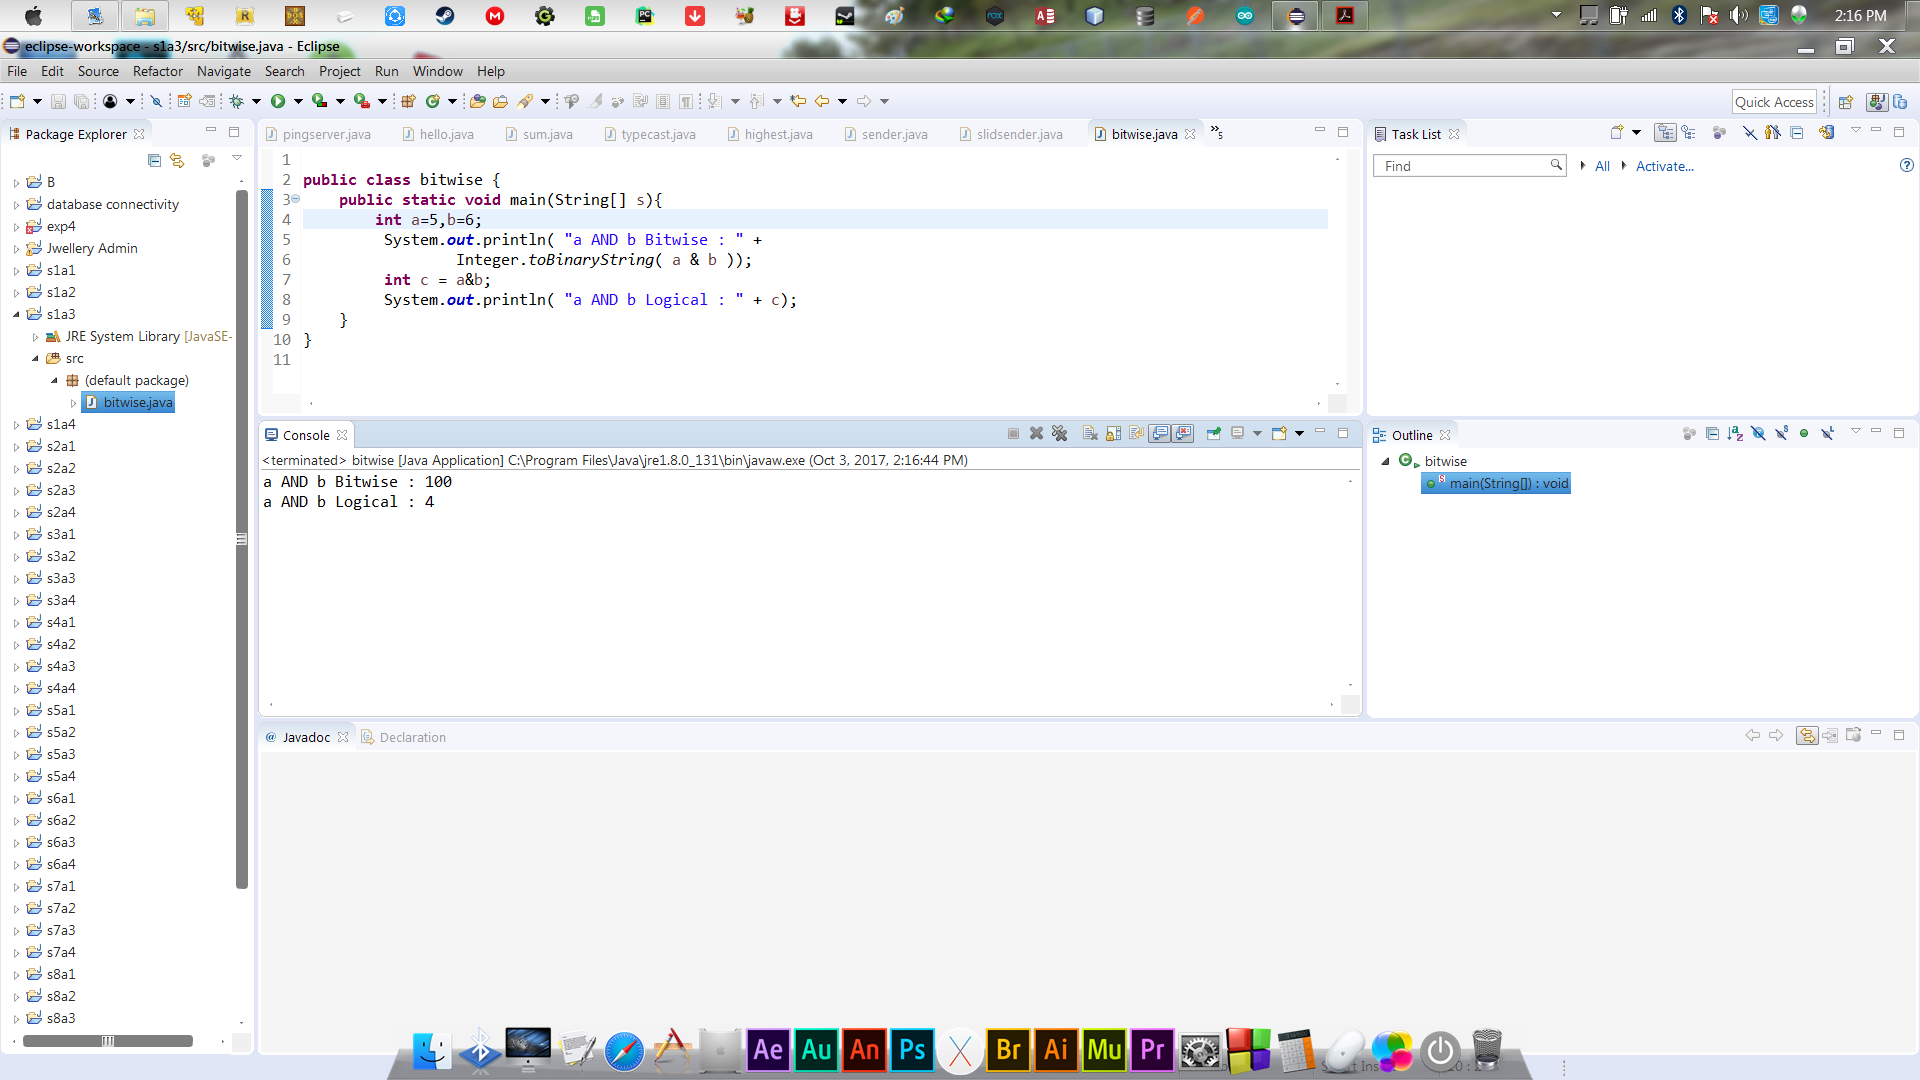 2:16 PM
eclipse-workspace - s1a3/src/bitwise.java - Eclipse
File Edit Source Refactor Navigate Search Project Run Window Help
Quick Access
Package Explorer
B
database connectivity
exp4
Jwellery Admin
s1a1
s1a2
s1a3
JRE System Library [JavaSE-
src
(default package)
bitwise.java
s1a4
s2a1
s2a2
s2a3
s2a4
s3a1
s3a2
s3a3
s3a4
s4a1
s4a2
s4a3
s4a4
s5a1
s5a2
s5a3
s5a4
s6a1
s6a2
s6a3
s6a4
s7a1
s7a2
s7a3
s7a4
s8a1
s8a2
s8a3
pingserver.java hello.java sum.java typecast.java highest.java sender.java slidsender.java bitwise.java »5
1
2 public class bitwise {
3 public static void main(String[] s){
4 int a=5,b=6;
5 System.out.println( "a AND b Bitwise : " +
6 Integer.toBinaryString( a & b ));
7 int c = a&b;
8 System.out.println( "a AND b Logical : " + c);
9 }
10 }
11
Console
<terminated> bitwise [Java Application] C:\Program Files\Java\jre1.8.0_131\bin\javaw.exe (Oct 3, 2017, 2:16:44 PM)
a AND b Bitwise : 100
a AND b Logical : 4
Task List
Find All Activate...
Outline
bitwise
main(String[]) : void
@ Javadoc Declaration
Ae Au An Ps X Br Ai Mu Pr